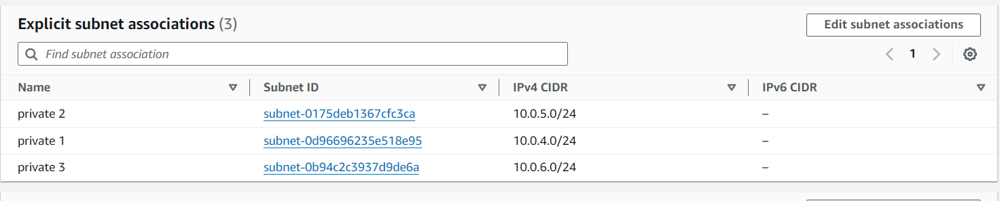 Explicit subnet associations (3)
Edit subnet associations
Find subnet association
1
Name Subnet ID IPv4 CIDR IPv6 CIDR
private 2 subnet-0175deb1367cfc3ca 10.0.5.0/24 –
private 1 subnet-0d96696235e518e95 10.0.4.0/24 –
private 3 subnet-0b94c2c3937d9de6a 10.0.6.0/24 –